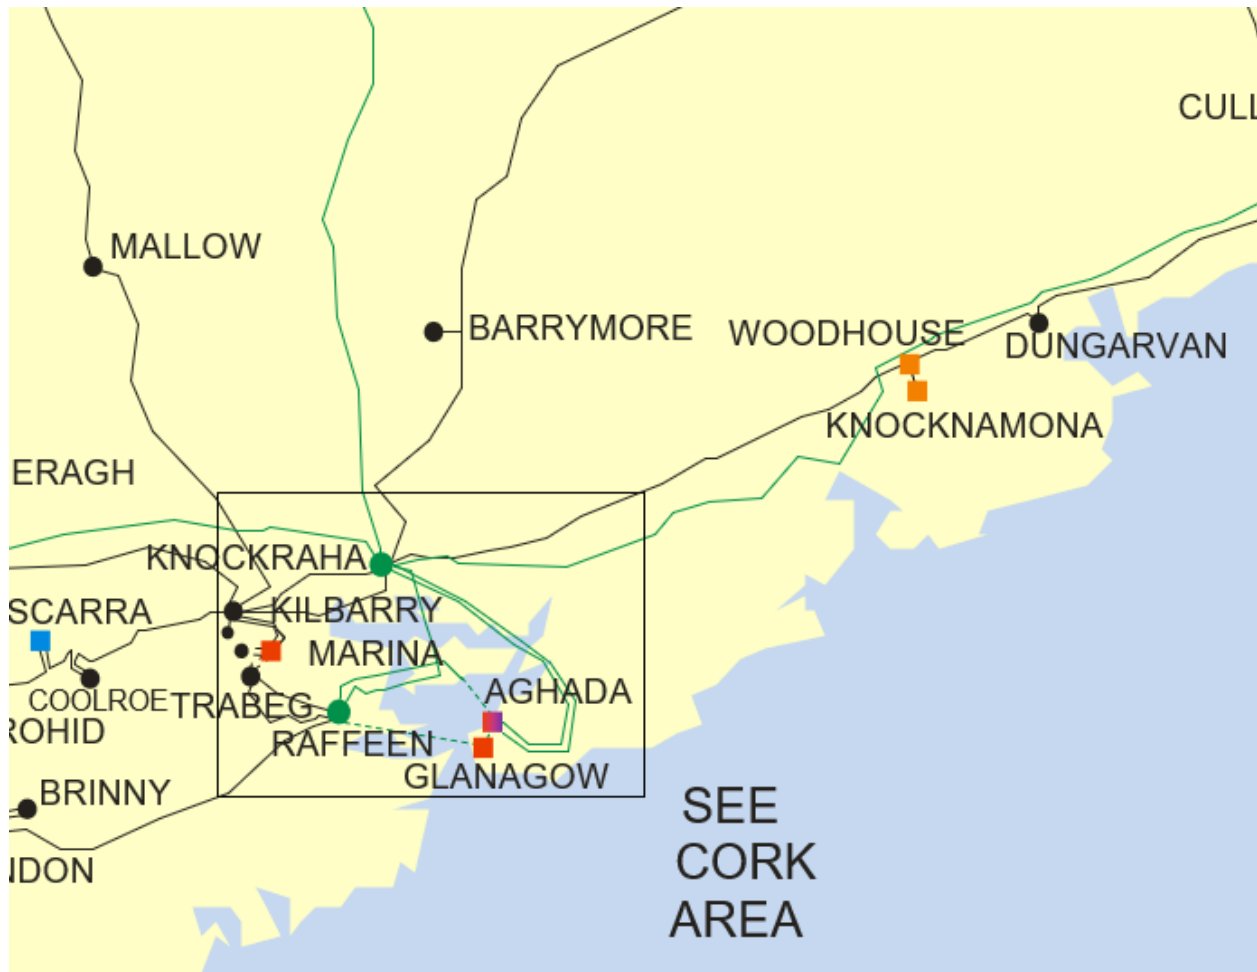 CULL
MALLOW
BARRYMORE
WOODHOUSE
DUNGARVAN
KNOCKNAMONA
ERAGH
KNOCKRAHA
SCARRA
KILBARRY
MARINA
COOLROE
TRABEG
AGHADA
ROHID
RAFFEEN
GLANAGOW
BRINNY
NDON
SEE
CORK
AREA